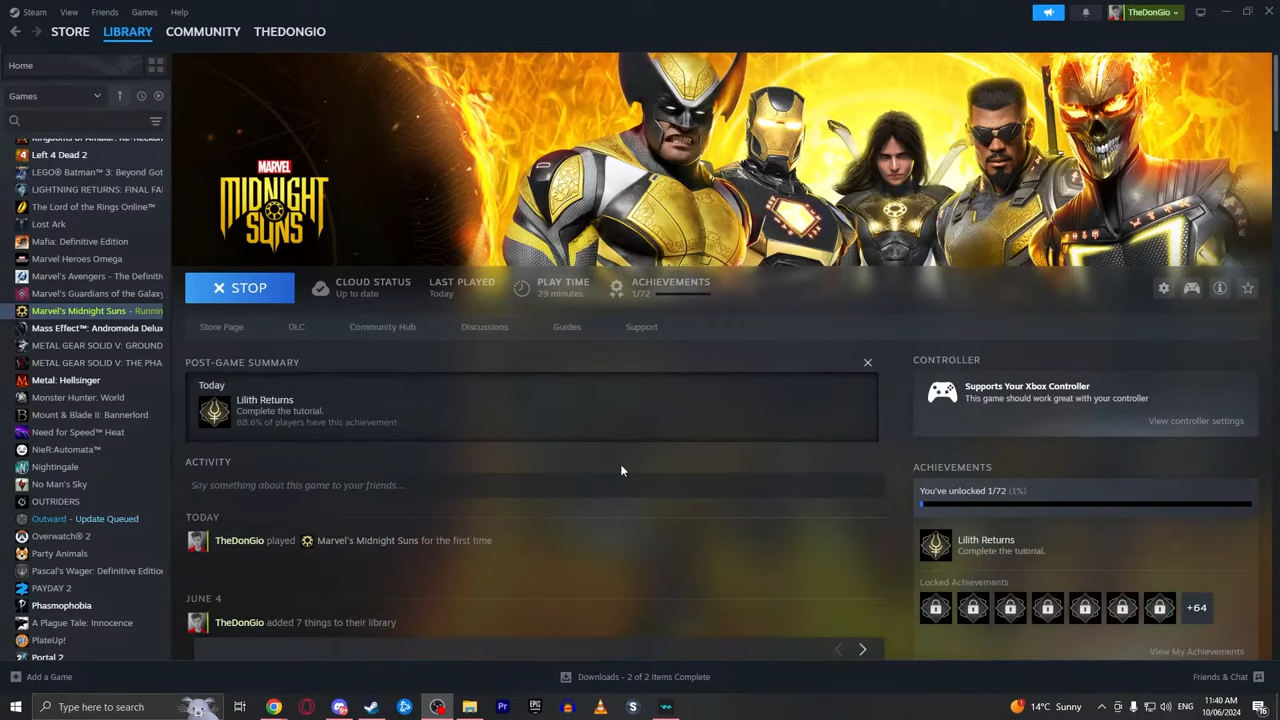 Steam View Friends Games Help
TheDonGio
STORE LIBRARY COMMUNITY THEDONGIO
Home
Games
Left 4 Dead 2
LEGO® Batman™ 3: Beyond Got
LIGHTNING RETURNS: FINAL FA
The Lord of the Rings Online™
Lost Ark
Mafia: Definitive Edition
Marvel Heroes Omega
Marvel's Avengers - The Definitiv
Marvel's Guardians of the Galaxy
Marvel's Midnight Suns - Runnin
Mass Effect™: Andromeda Delux
METAL GEAR SOLID V: GROUND
METAL GEAR SOLID V: THE PHA
Metal: Hellsinger
Monster Hunter: World
Mount & Blade II: Bannerlord
Need for Speed™ Heat
NieR:Automata™
Nightingale
No Man's Sky
OUTRIDERS
Outward - Update Queued
Overwatch® 2
Party Animals
Pascal's Wager: Definitive Edition
PAYDAY 2
Phasmophobia
A Plague Tale: Innocence
PlateUp!
Portal 2
MARVEL
MIDNIGHT
SUNS
STOP
CLOUD STATUS
Up to date
LAST PLAYED
Today
PLAY TIME
29 minutes
ACHIEVEMENTS
1/72
Store Page DLC Community Hub Discussions Guides Support
POST-GAME SUMMARY
Today
Lilith Returns
Complete the tutorial.
68.6% of players have this achievement
ACTIVITY
Say something about this game to your friends...
TODAY
TheDonGio played Marvel's Midnight Suns for the first time
JUNE 4
TheDonGio added 7 things to their library
CONTROLLER
Supports Your Xbox Controller
This game should work great with your controller
View controller settings
ACHIEVEMENTS
You've unlocked 1/72 (1%)
Lilith Returns
Complete the tutorial.
Locked Achievements
+64
View My Achievements
Add a Game
Downloads - 2 of 2 Items Complete
Friends & Chat
Type here to search
14°C Sunny
11:40 AM
10/06/2024